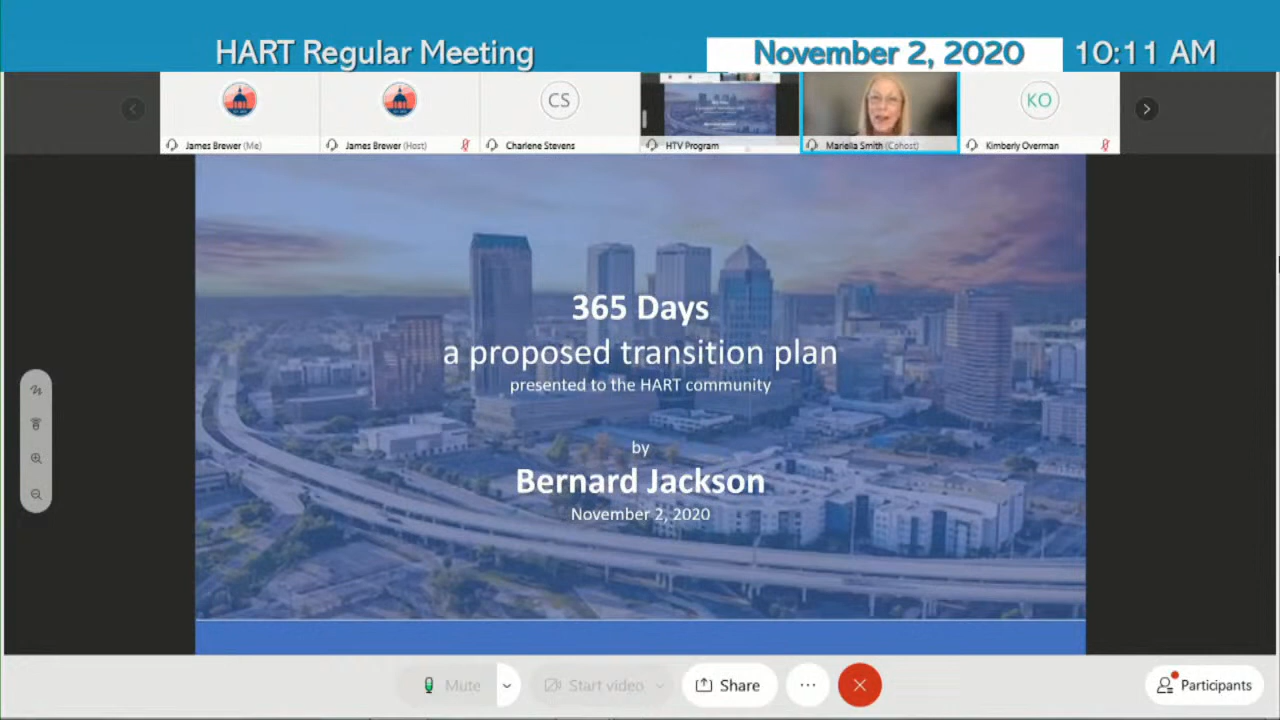 HART Regular Meeting
November 2, 2020
10:11 AM
CS
KO
James Brewer (Me)
James Brewer (Host)
Charlene Stevens
HTV Program
Mariella Smith (Cohost)
Kimberly Overman
365 Days
a proposed transition plan
presented to the HART community
by
Bernard Jackson
November 2, 2020
Mute
Start video
Share
Participants